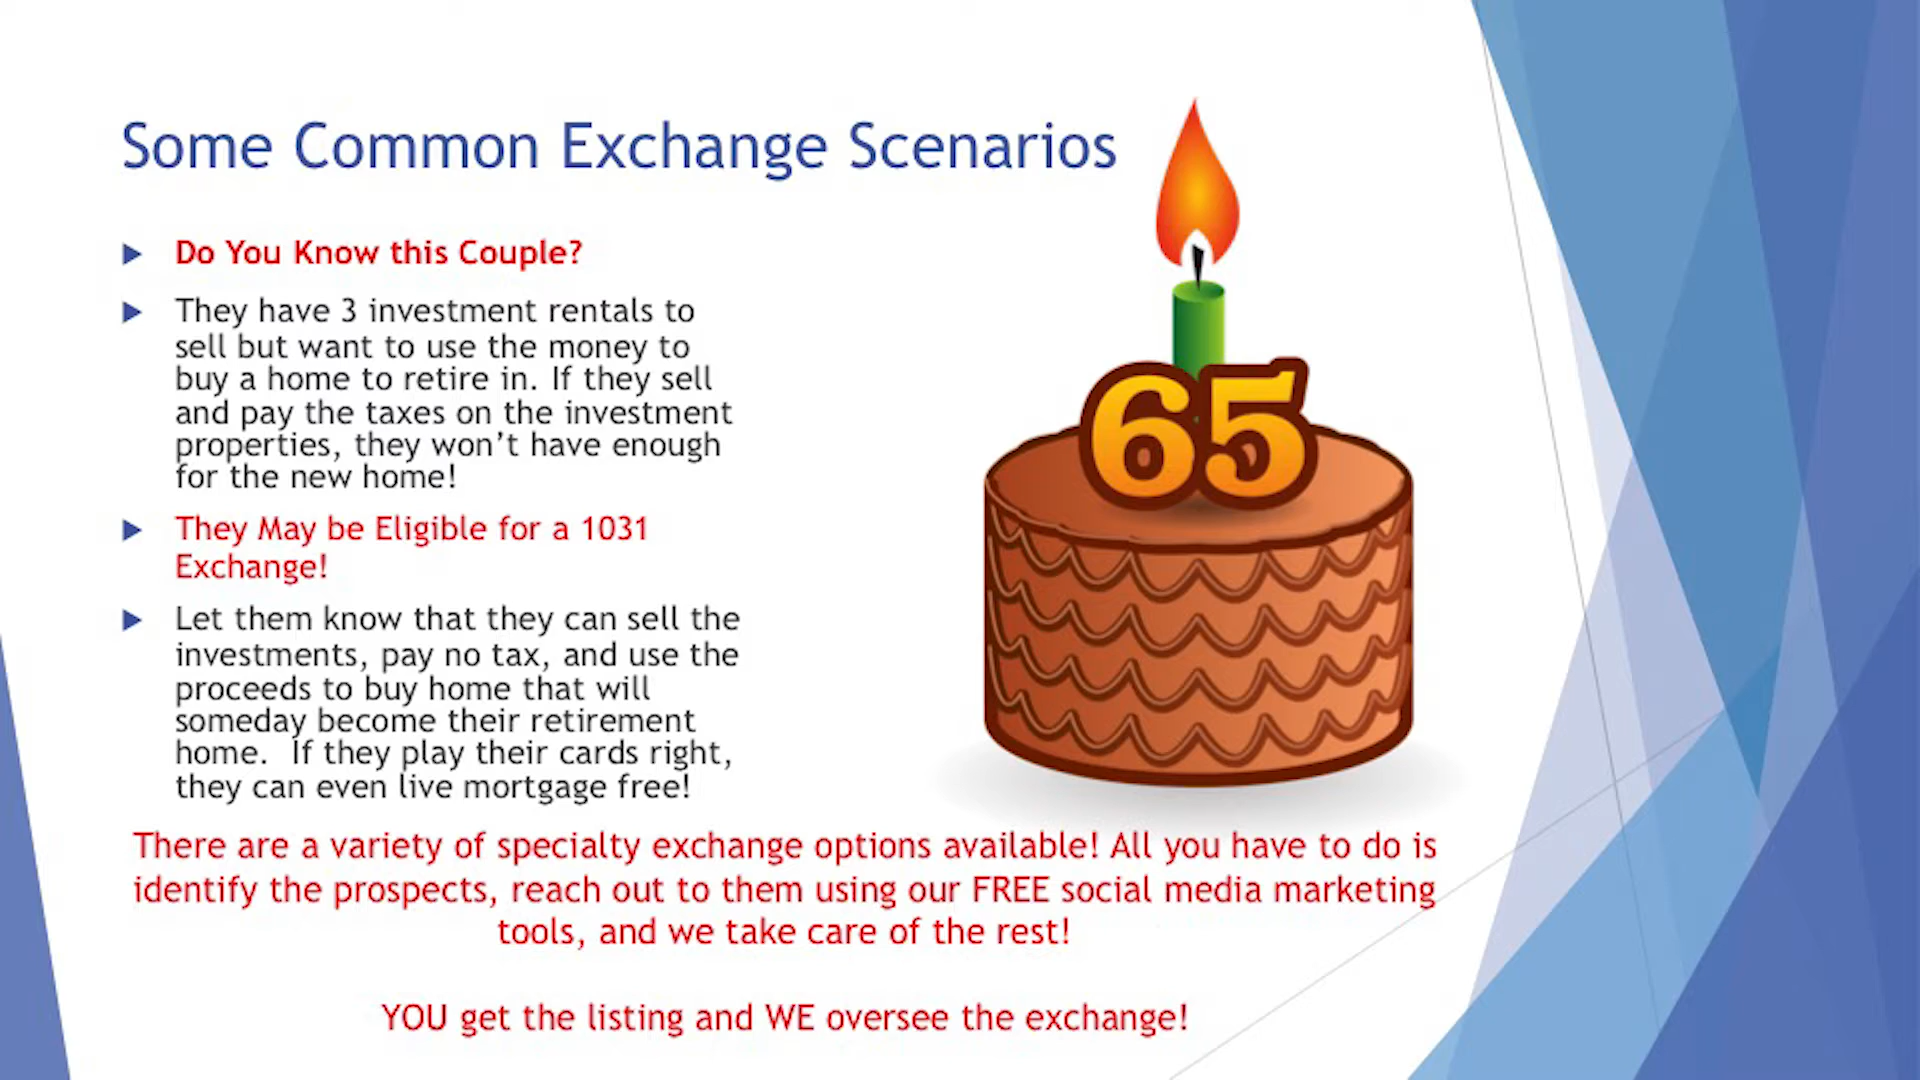 Some Common Exchange Scenarios
Do You Know this Couple?
They have 3 investment rentals to
sell but want to use the money to
buy a home to retire in. If they sell
and pay the taxes on the investment
properties, they won't have enough
for the new home!
They May be Eligible for a 1031
Exchange!
Let them know that they can sell the
investments, pay no tax, and use the
proceeds to buy home that will
someday become their retirement
home.  If they play their cards right,
they can even live mortgage free!
65
There are a variety of specialty exchange options available! All you have to do is
identify the prospects, reach out to them using our FREE social media marketing
tools, and we take care of the rest!
YOU get the listing and WE oversee the exchange!